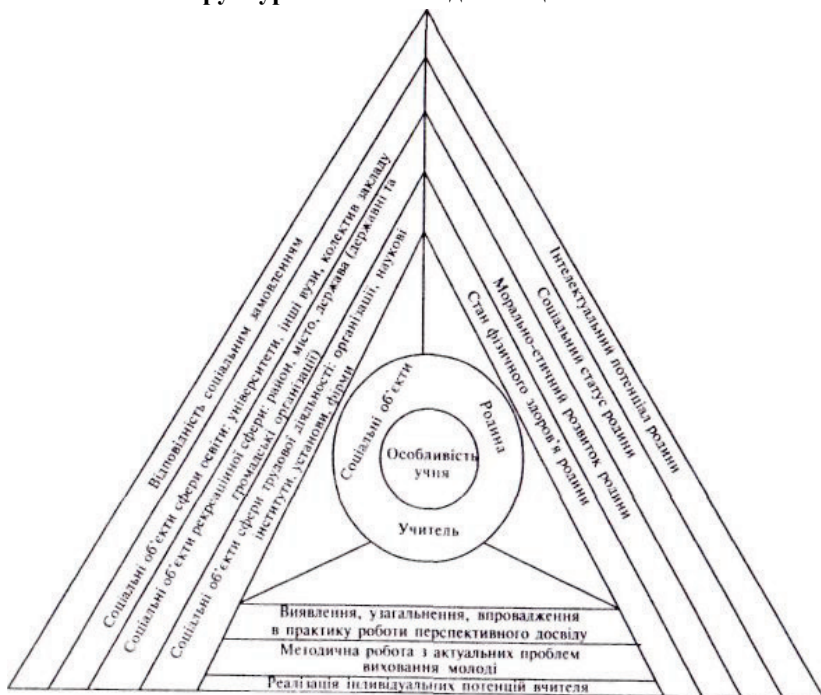 Відповідність соціальним замовленням
Соціальні об'єкти сфери освіти: університети, інші вузи, колектив закладу
Соціальні об'єкти рекреаційної сфери: район, місто, держава (державні та
громадські організації)
Соціальні об'єкти сфери трудової діяльності: організації, наукові
інститути, установи, фірми
Інтелектуальний потенціал родини
Соціальний статус родини
Морально-етичний розвиток родини
Стан фізичного здоров'я родини
Соціальні об'єкти
Родина
Особливість
учня
Учитель
Виявлення, узагальнення, впровадження
в практику роботи перспективного досвіду
Методична робота з актуальних проблем
виховання молоді
Реалізація індивідуальних потенцій вчителя